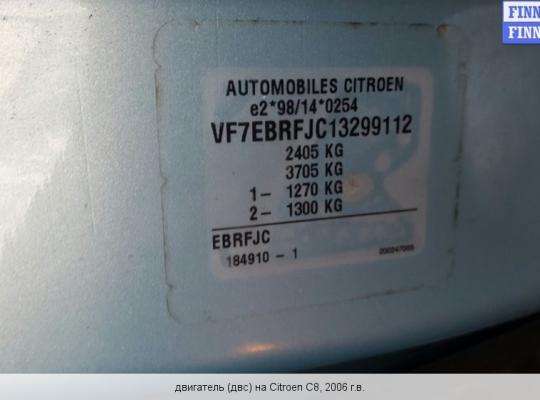 FINN
FINN
AUTOMOBILES CITROEN
e2*98/14*0254
VF7EBRFJC13299112
2405 KG
3705 KG
1- 1270 KG
2- 1300 KG
EBRFJC
184910 - 1
двигатель (двс) на Citroen C8, 2006 г.в.